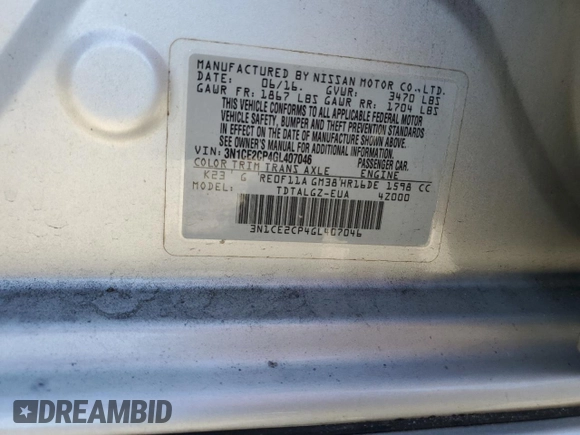 MANUFACTURED BY NISSAN MOTOR CO.,LTD.
DATE: 06/16. GVWR: 3470 LBS
GAWR FR: 1867 LBS GAWR RR: 1704 LBS
THIS VEHICLE CONFORMS TO ALL APPLICABLE FEDERAL MOTOR
VEHICLE SAFETY, BUMPER AND THEFT PREVENTION STANDARDS
IN EFFECT ON THE DATE OF MANUFACTURE SHOWN ABOVE.
SEE OWNER'S MANUAL FOR ADDITIONAL INFORMATION
VIN: 3N1CE2CP4GL407046 PASSENGER CAR.
COLOR TRIM TRANS AXLE ENGINE
K23 G RE0F11A GM38 HR16DE 1598 CC
MODEL: TDTALGZ-EUA 4Z000
3N1CE2CP4GL407046
DREAMBID